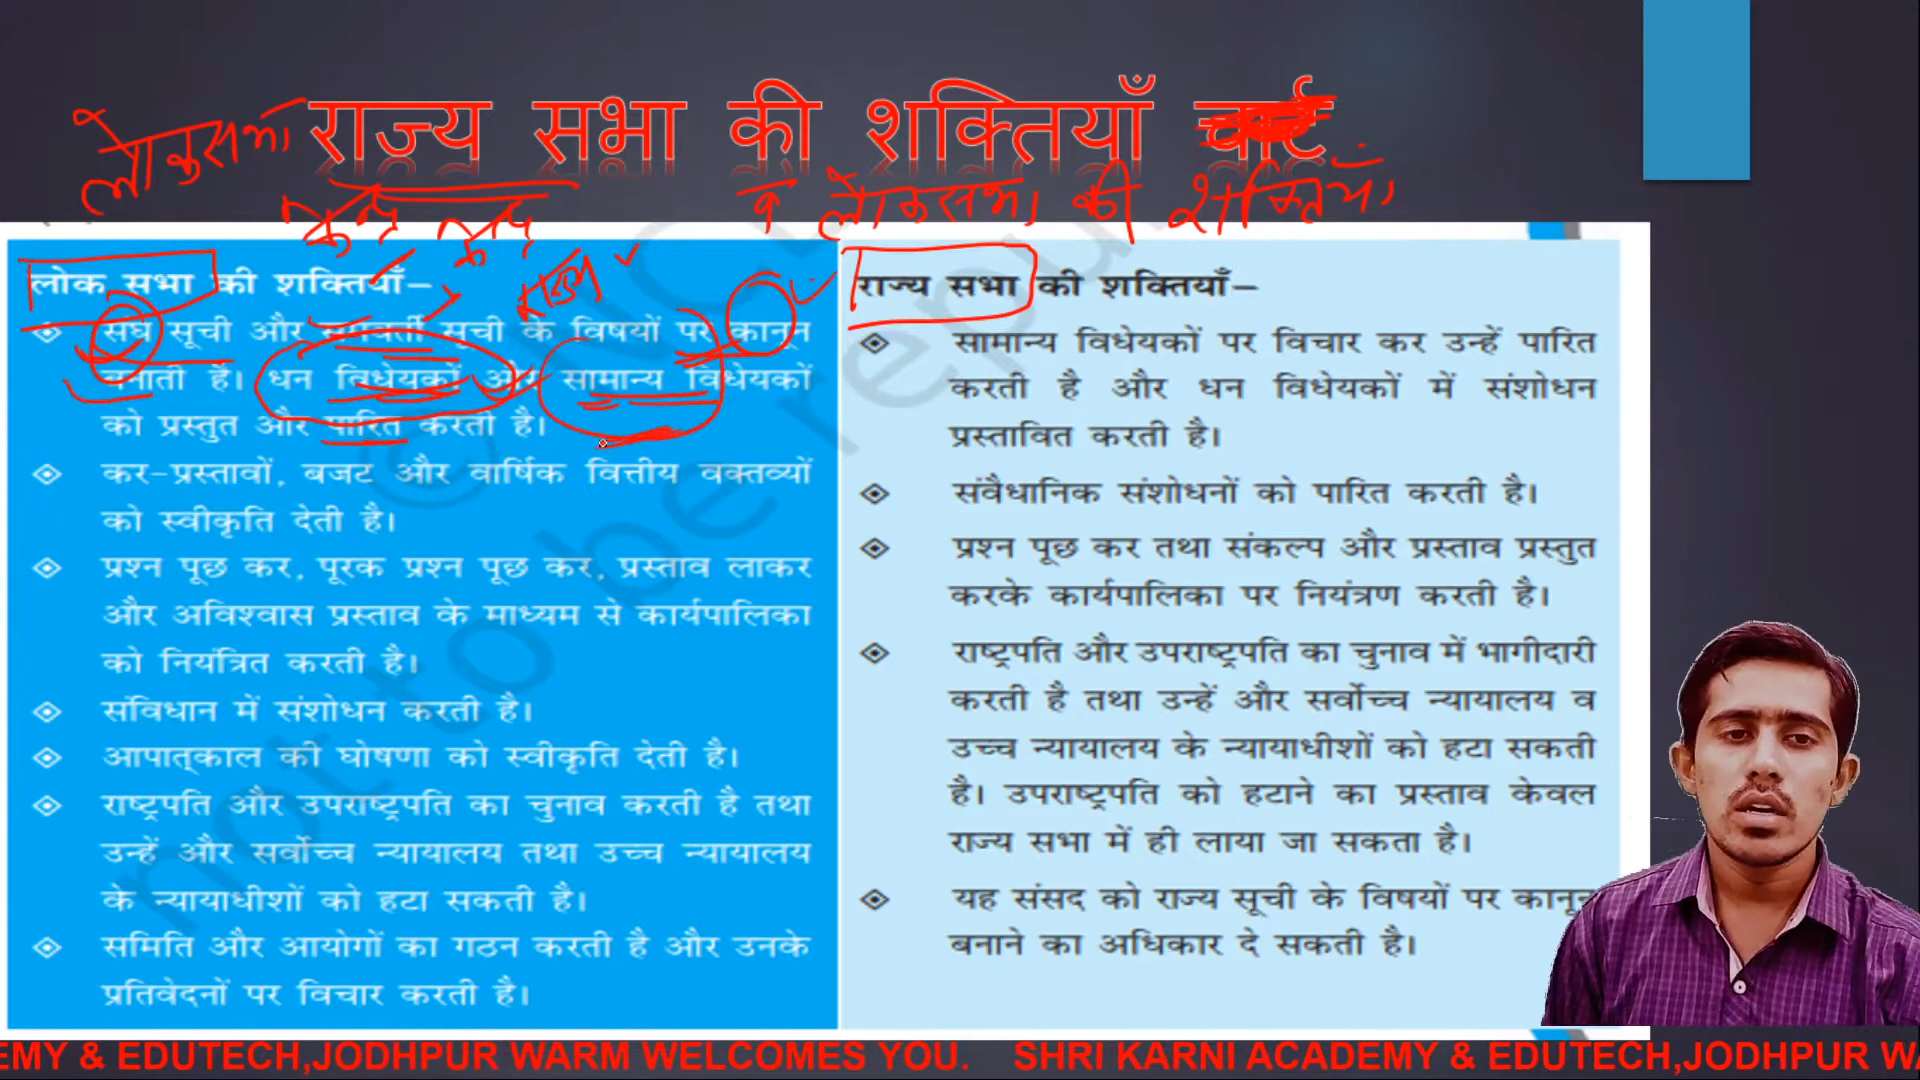 राज्य सभा की शक्तियाँ चार्ट
लोकसभा
केन्द्र
राज्य
व लोकसभा की शक्तियाँ
लोक सभा की शक्तियाँ–
संघ सूची और समवर्ती सूची के विषयों पर कानून
बनाती है। धन विधेयकों और सामान्य विधेयकों
को प्रस्तुत और पारित करती है।
कर-प्रस्तावों, बजट और वार्षिक वित्तीय वक्तव्यों
को स्वीकृति देती है।
प्रश्न पूछ कर, पूरक प्रश्न पूछ कर, प्रस्ताव लाकर
और अविश्वास प्रस्ताव के माध्यम से कार्यपालिका
को नियंत्रित करती है।
संविधान में संशोधन करती है।
आपात्काल की घोषणा को स्वीकृति देती है।
राष्ट्रपति और उपराष्ट्रपति का चुनाव करती है तथा
उन्हें और सर्वोच्च न्यायालय तथा उच्च न्यायालय
के न्यायाधीशों को हटा सकती है।
समिति और आयोगों का गठन करती है और उनके
प्रतिवेदनों पर विचार करती है।
राज्य सभा की शक्तियाँ–
सामान्य विधेयकों पर विचार कर उन्हें पारित
करती है और धन विधेयकों में संशोधन
प्रस्तावित करती है।
संवैधानिक संशोधनों को पारित करती है।
प्रश्न पूछ कर तथा संकल्प और प्रस्ताव प्रस्तुत
करके कार्यपालिका पर नियंत्रण करती है।
राष्ट्रपति और उपराष्ट्रपति का चुनाव में भागीदारी
करती है तथा उन्हें और सर्वोच्च न्यायालय व
उच्च न्यायालय के न्यायाधीशों को हटा सकती
है। उपराष्ट्रपति को हटाने का प्रस्ताव केवल
राज्य सभा में ही लाया जा सकता है।
यह संसद को राज्य सूची के विषयों पर कानून
बनाने का अधिकार दे सकती है।
not to be
EMY & EDUTECH,JODHPUR WARM WELCOMES YOU. SHRI KARNI ACADEMY & EDUTECH,JODHPUR WA